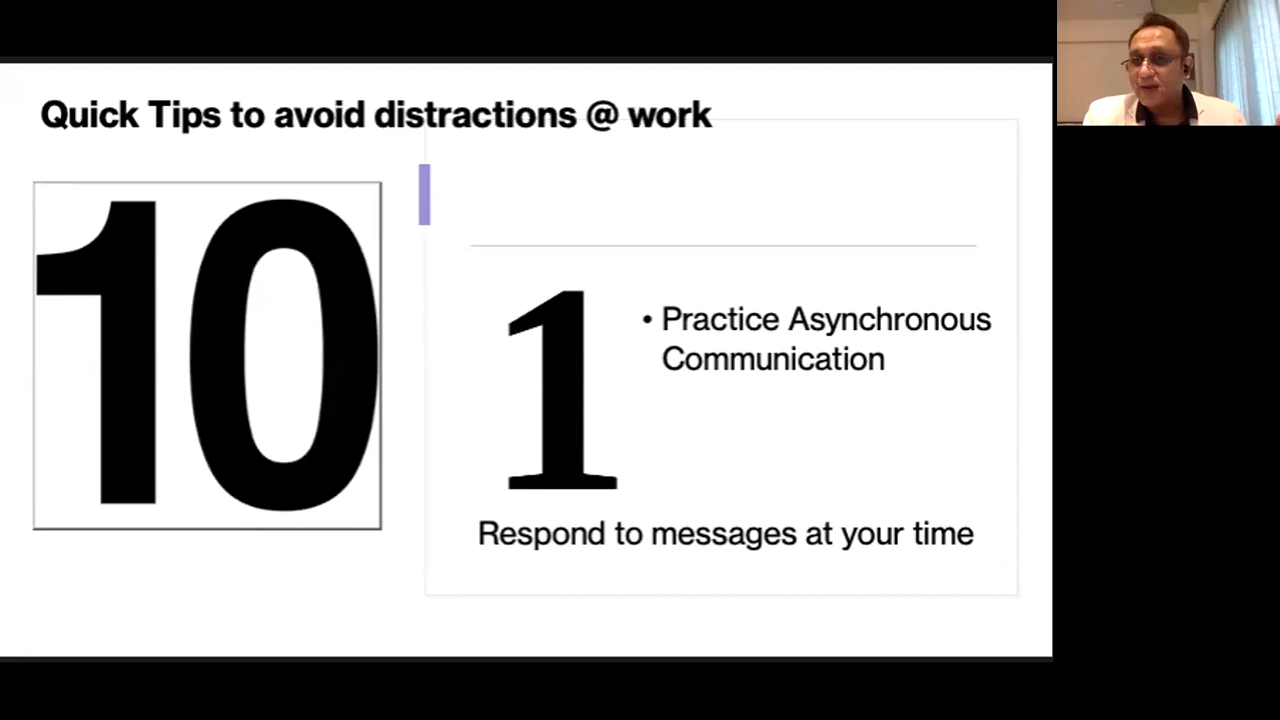 Quick Tips to avoid distractions @ work
10
1
• Practice Asynchronous
Communication
Respond to messages at your time